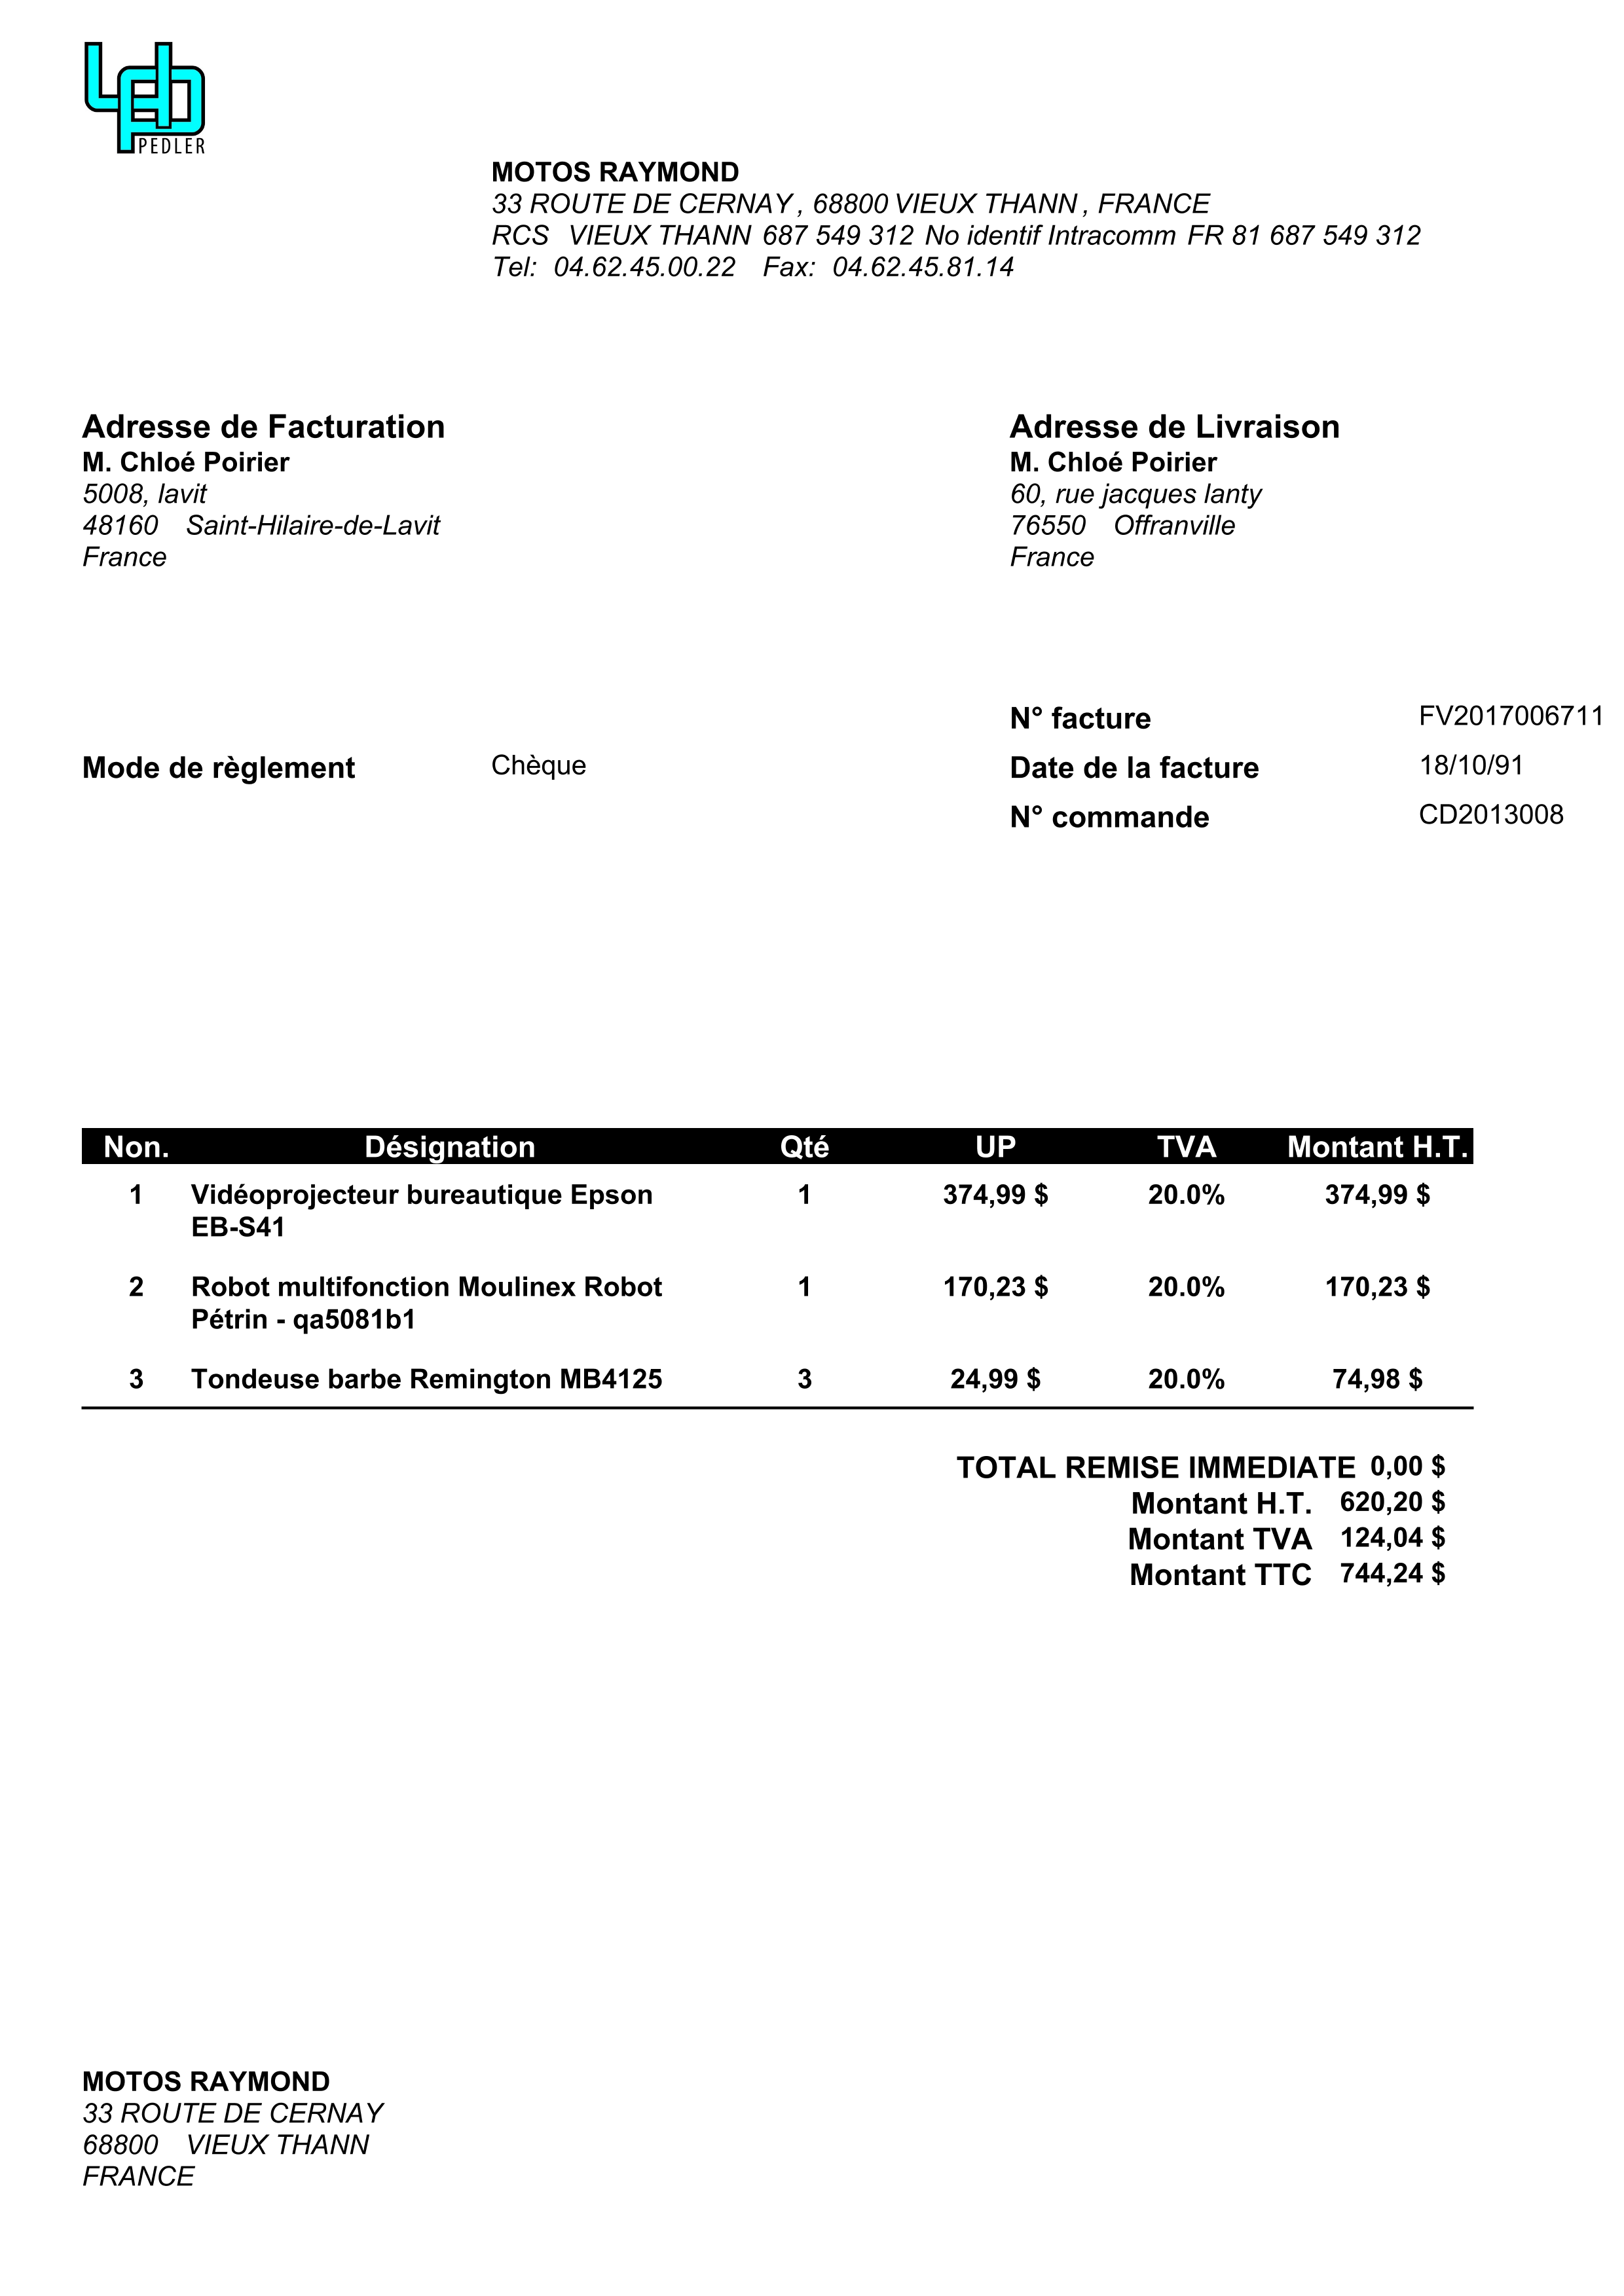 PEDLER
MOTOS RAYMOND
33 ROUTE DE CERNAY , 68800 VIEUX THANN , FRANCE
RCS VIEUX THANN 687 549 312 No identif Intracomm FR 81 687 549 312
Tel: 04.62.45.00.22 Fax: 04.62.45.81.14
Adresse de Facturation
M. Chloé Poirier
5008, lavit
48160 Saint-Hilaire-de-Lavit
France
Adresse de Livraison
M. Chloé Poirier
60, rue jacques lanty
76550 Offranville
France
N° facture FV2017006711
Mode de règlement Chèque Date de la facture 18/10/91
N° commande CD2013008
Non. Désignation Qté UP TVA Montant H.T.
1 Vidéoprojecteur bureautique Epson 1 374,99 $ 20.0% 374,99 $
EB-S41
2 Robot multifonction Moulinex Robot 1 170,23 $ 20.0% 170,23 $
Pétrin - qa5081b1
3 Tondeuse barbe Remington MB4125 3 24,99 $ 20.0% 74,98 $
TOTAL REMISE IMMEDIATE 0,00 $
Montant H.T. 620,20 $
Montant TVA 124,04 $
Montant TTC 744,24 $
MOTOS RAYMOND
33 ROUTE DE CERNAY
68800 VIEUX THANN
FRANCE